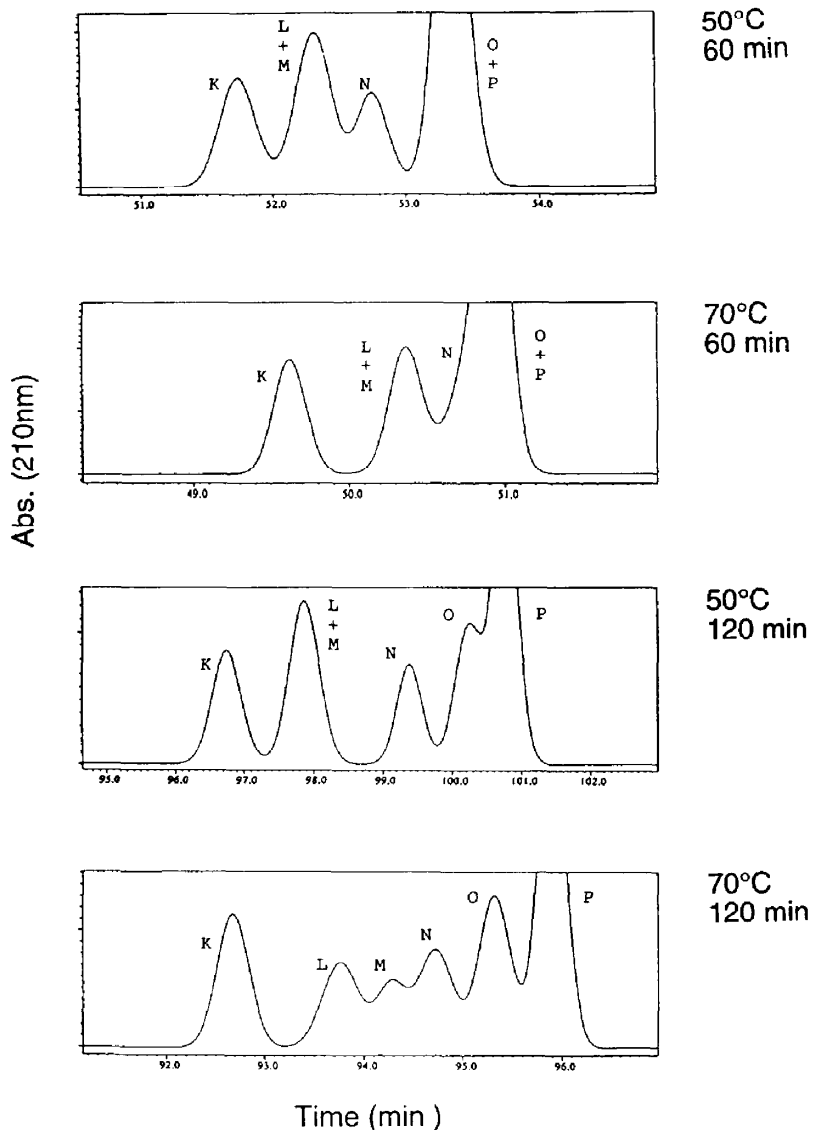 50°C
60 min
K
L
+
M
N
O
+
P
51.0 52.0 53.0 54.0
70°C
60 min
K
L
+
M
N
O
+
P
49.0 50.0 51.0
Abs. (210nm)
50°C
120 min
K
L
+
M
N
O
P
95.0 96.0 97.0 98.0 99.0 100.0 101.0 102.0
70°C
120 min
K
L
M
N
O
P
92.0 93.0 94.0 95.0 96.0
Time (min )